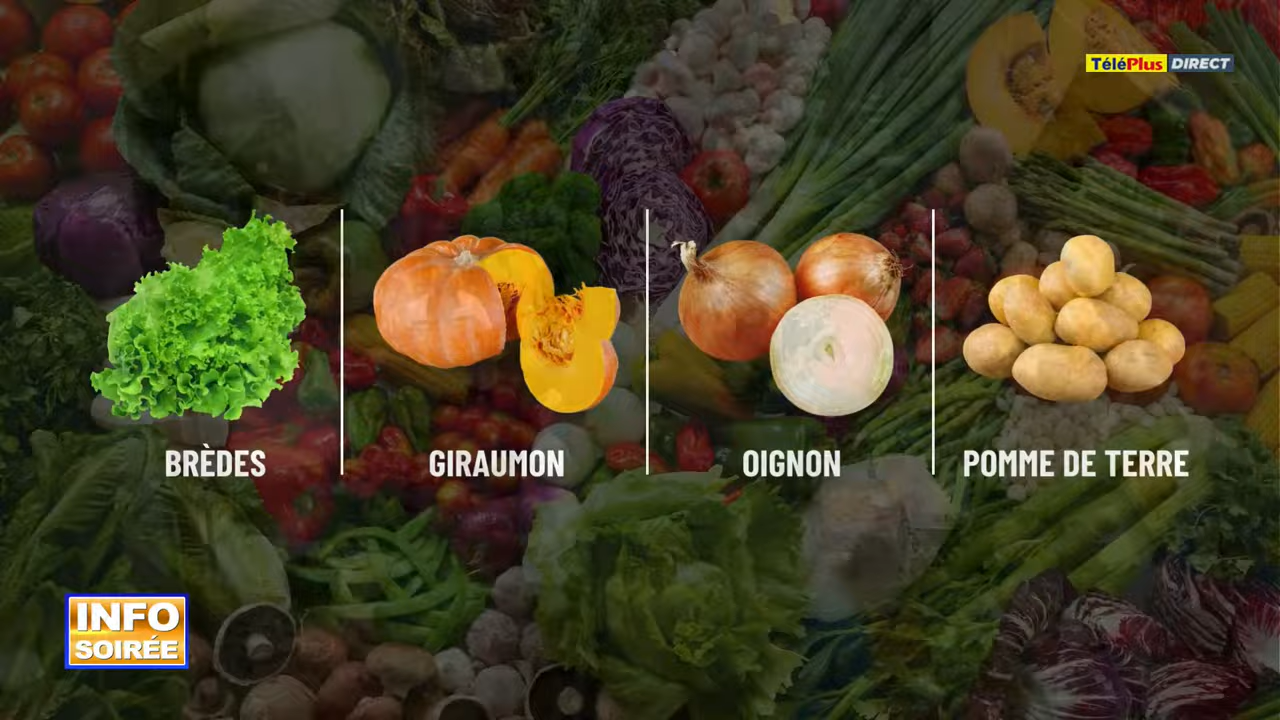 TéléPlus DIRECT
BRÈDES
GIRAUMON
OIGNON
POMME DE TERRE
INFO
SOIRÉE